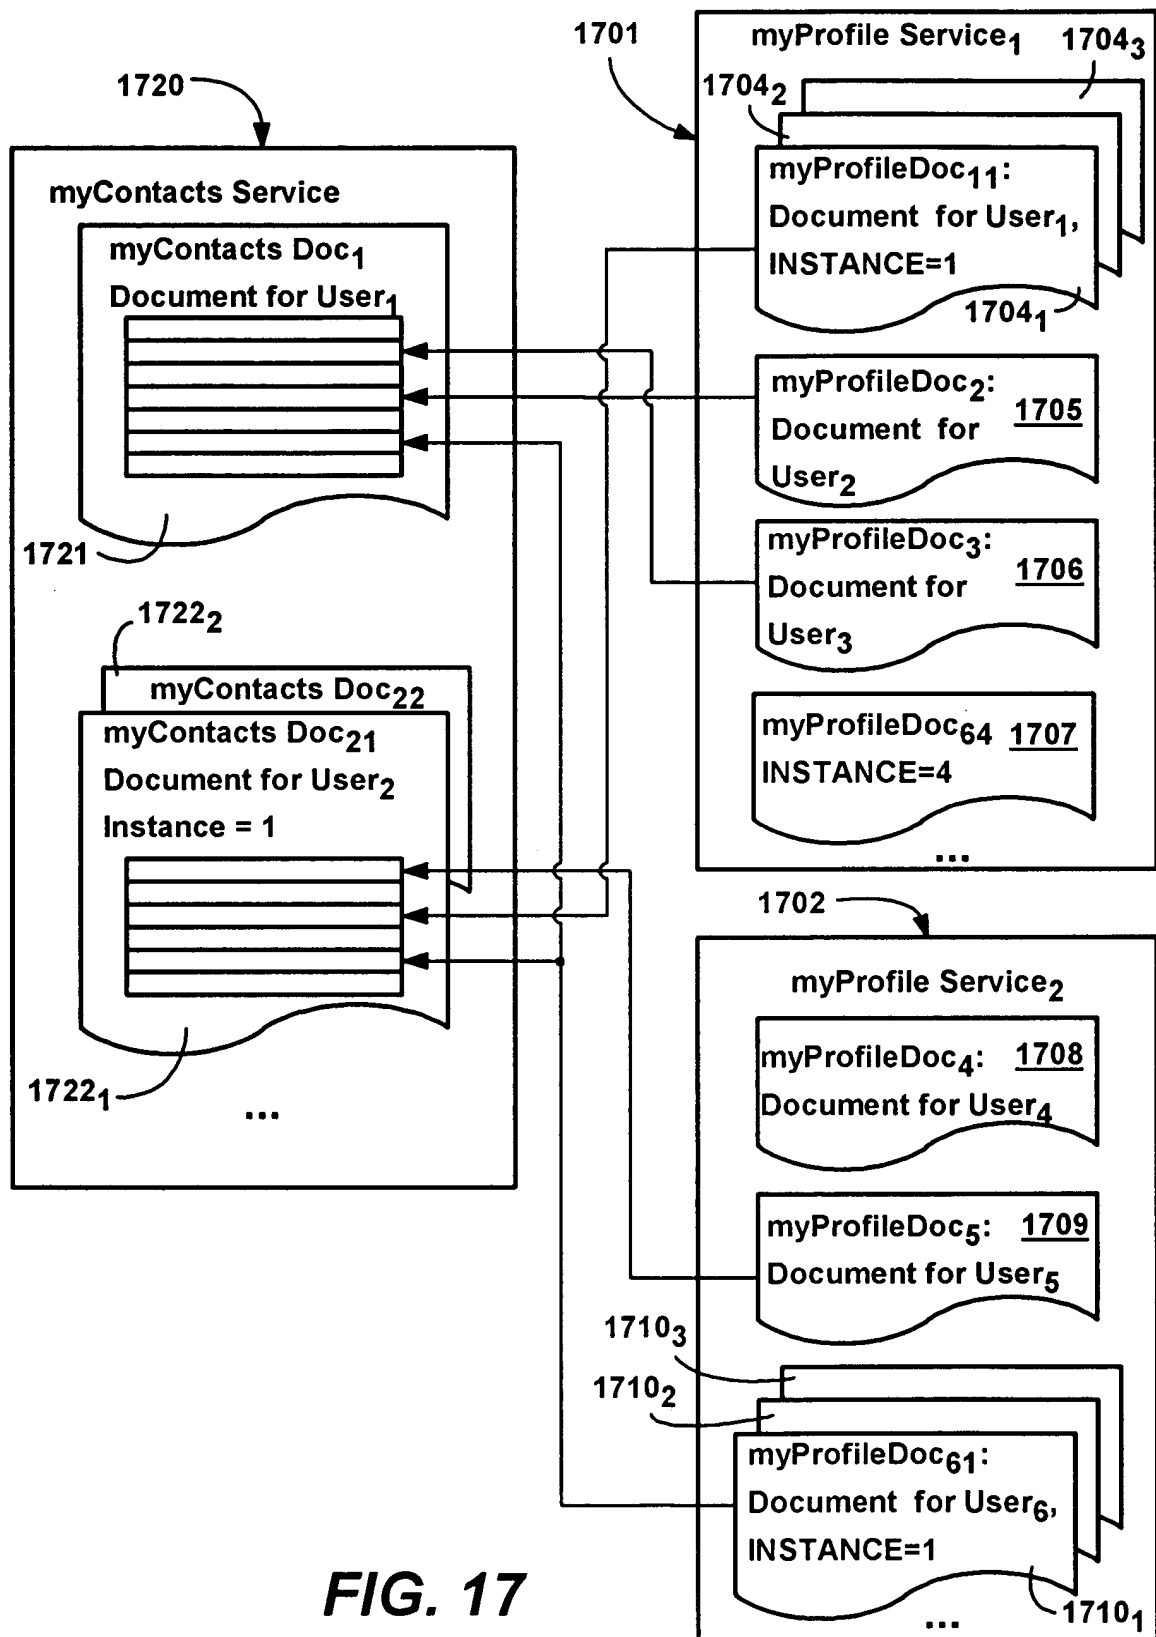 1720
myContacts Service
myContacts Doc1
Document for User1
1721
17222
myContacts Doc22
myContacts Doc21
Document for User2
Instance = 1
17221
...
1701
myProfile Service1
17043
17042
myProfileDoc11:
Document for User1,
INSTANCE=1
17041
myProfileDoc2:
1705
Document for
User2
myProfileDoc3:
1706
Document for
User3
myProfileDoc64
1707
INSTANCE=4
...
1702
myProfile Service2
myProfileDoc4:
1708
Document for User4
myProfileDoc5:
1709
Document for User5
17103
17102
myProfileDoc61:
Document for User6,
INSTANCE=1
17101
...
FIG. 17